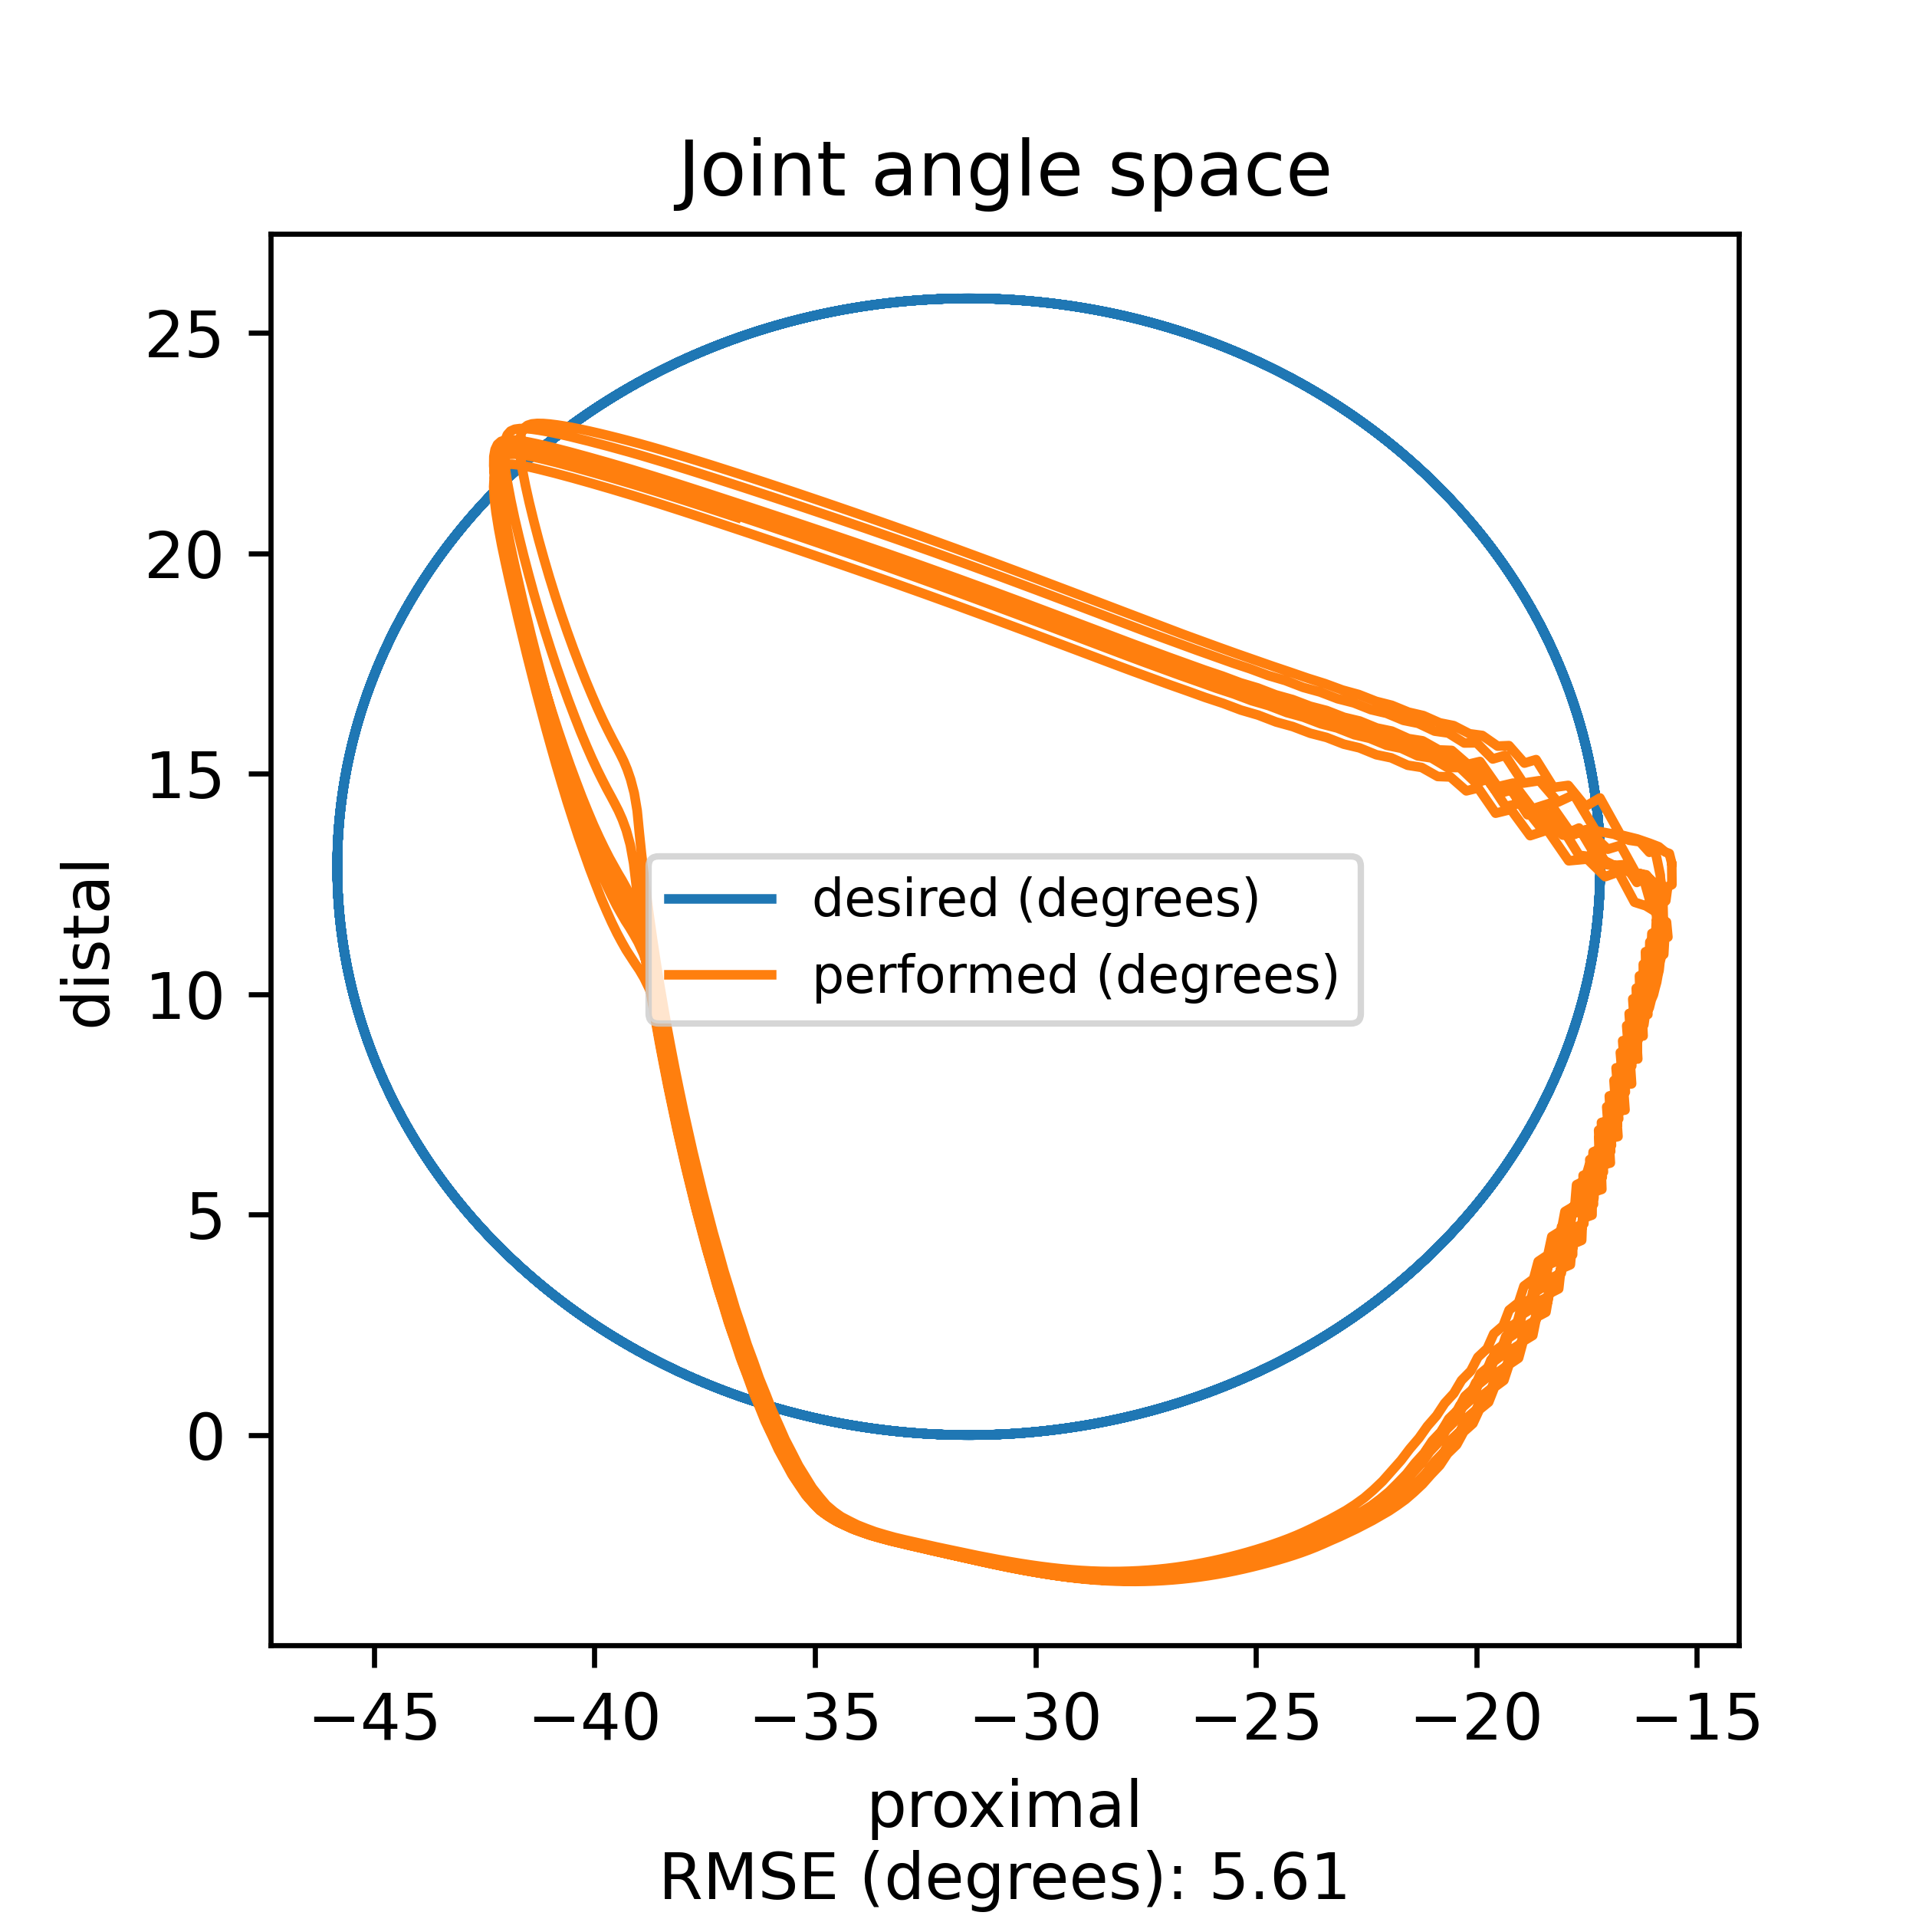 Joint angle space
25
20
15
10
5
0
distal
desired (degrees)
performed (degrees)
−45 −40 −35 −30 −25 −20 −15
proximal
RMSE (degrees): 5.61